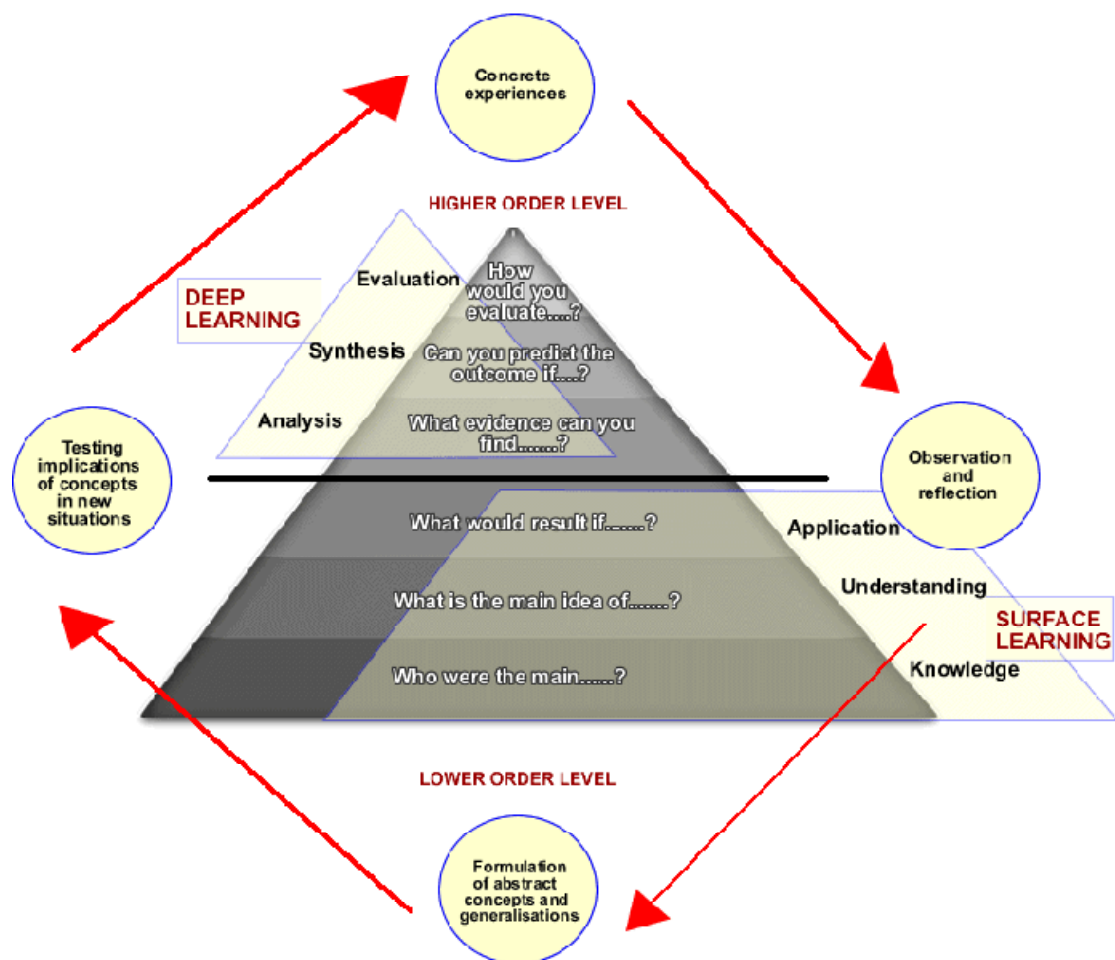 Concrete
experiences
HIGHER ORDER LEVEL
Evaluation
How
would you
evaluate....?
DEEP
LEARNING
Synthesis
Can you predict the
outcome if....?
Analysis
What evidence can you
find.......?
Testing
implications
of concepts
in new
situations
Observation
and
reflection
What would result if.......?
Application
What is the main idea of.......?
Understanding
SURFACE
LEARNING
Who were the main......?
Knowledge
LOWER ORDER LEVEL
Formulation
of abstract
concepts and
generalisations